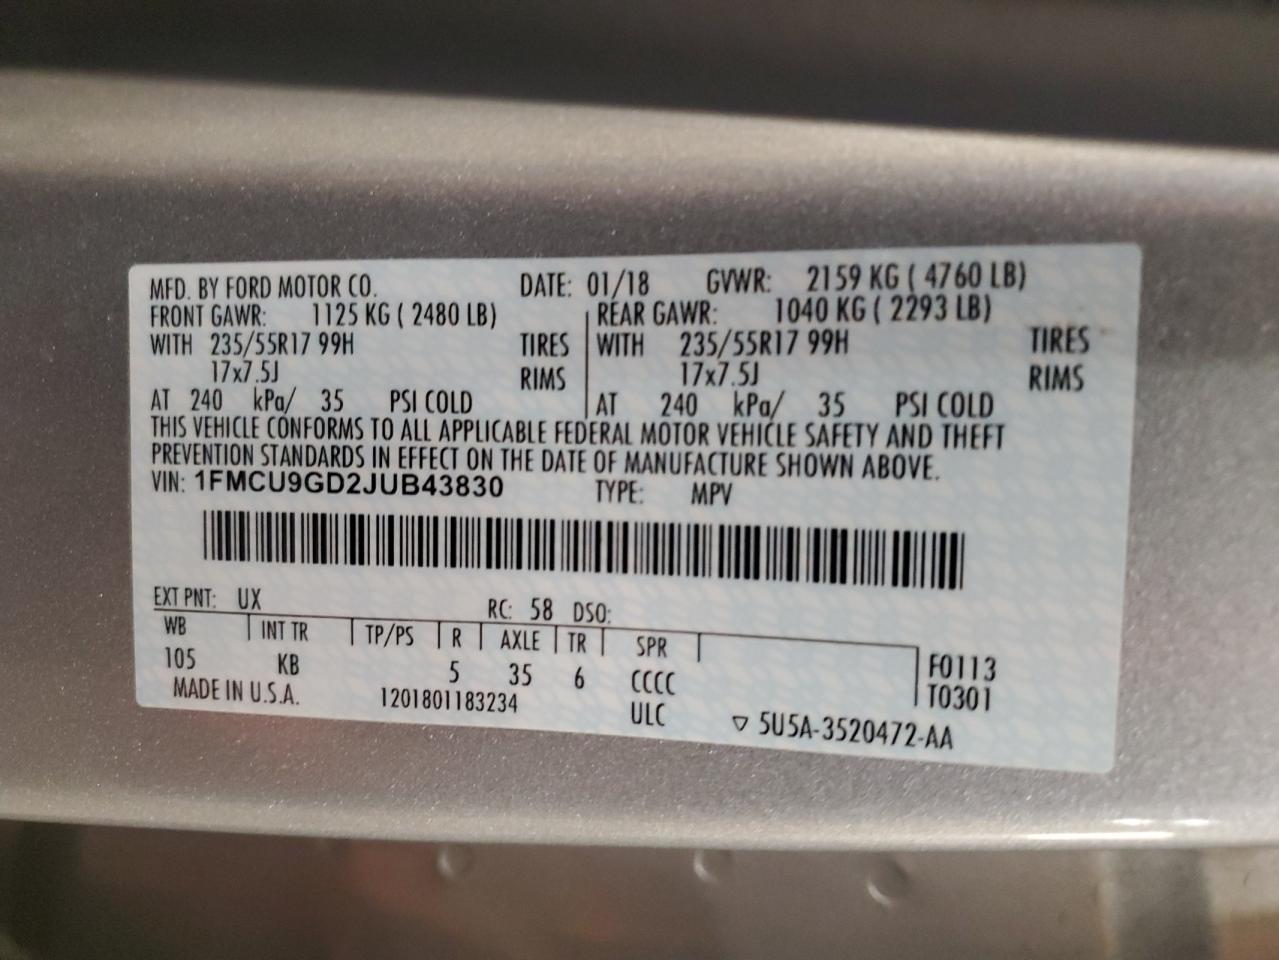 MFD. BY FORD MOTOR CO. DATE: 01/18 GVWR: 2159 KG ( 4760 LB)
FRONT GAWR: 1125 KG ( 2480 LB) REAR GAWR: 1040 KG ( 2293 LB)
WITH 235/55R17 99H TIRES WITH 235/55R17 99H TIRES
17x7.5J RIMS 17x7.5J RIMS
AT 240 kPa/ 35 PSI COLD AT 240 kPa/ 35 PSI COLD
THIS VEHICLE CONFORMS TO ALL APPLICABLE FEDERAL MOTOR VEHICLE SAFETY AND THEFT
PREVENTION STANDARDS IN EFFECT ON THE DATE OF MANUFACTURE SHOWN ABOVE.
VIN: 1FMCU9GD2JUB43830 TYPE: MPV
EXT PNT: UX RC: 58 DSO:
WB INT TR TP/PS R AXLE TR SPR
105 KB 5 35 6 CCCC F0113
MADE IN U.S.A. 1201801183234 ULC T0301
▽ 5U5A-3520472-AA